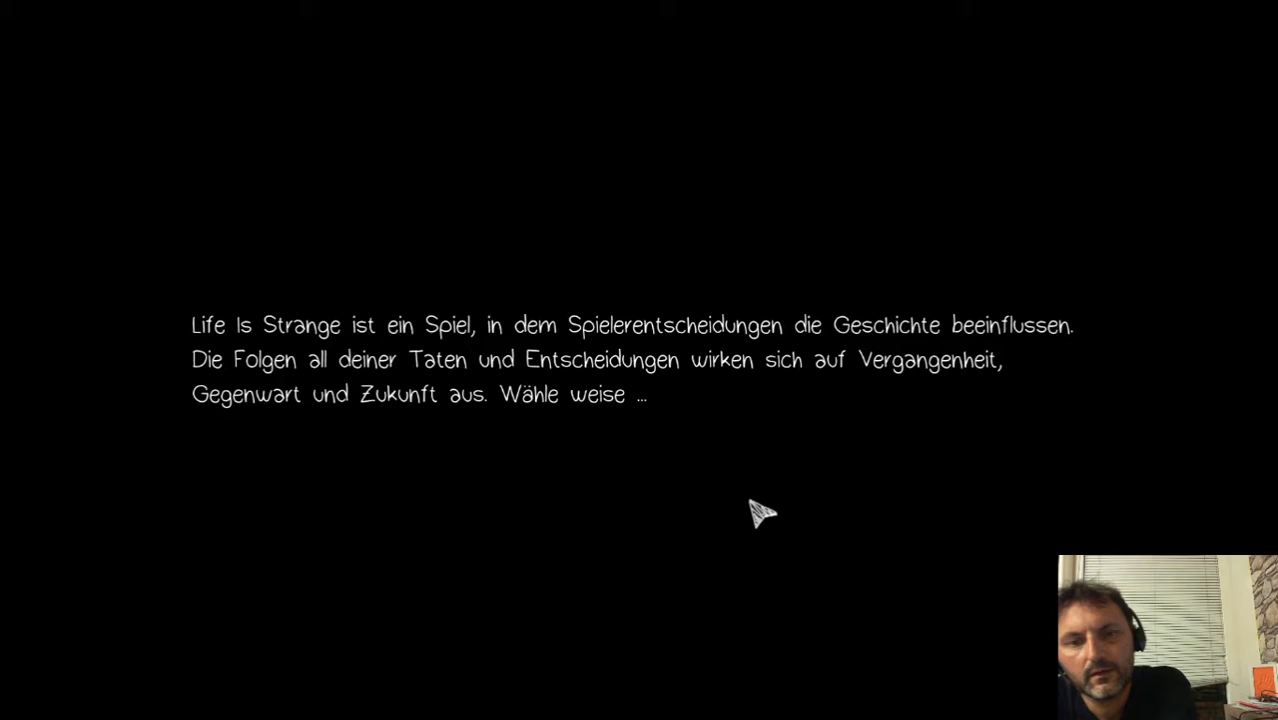 Life Is Strange ist ein Spiel, in dem Spielerentscheidungen die Geschichte beeinflussen.
Die Folgen all deiner Taten und Entscheidungen wirken sich auf Vergangenheit,
Gegenwart und Zukunft aus. Wähle weise ...